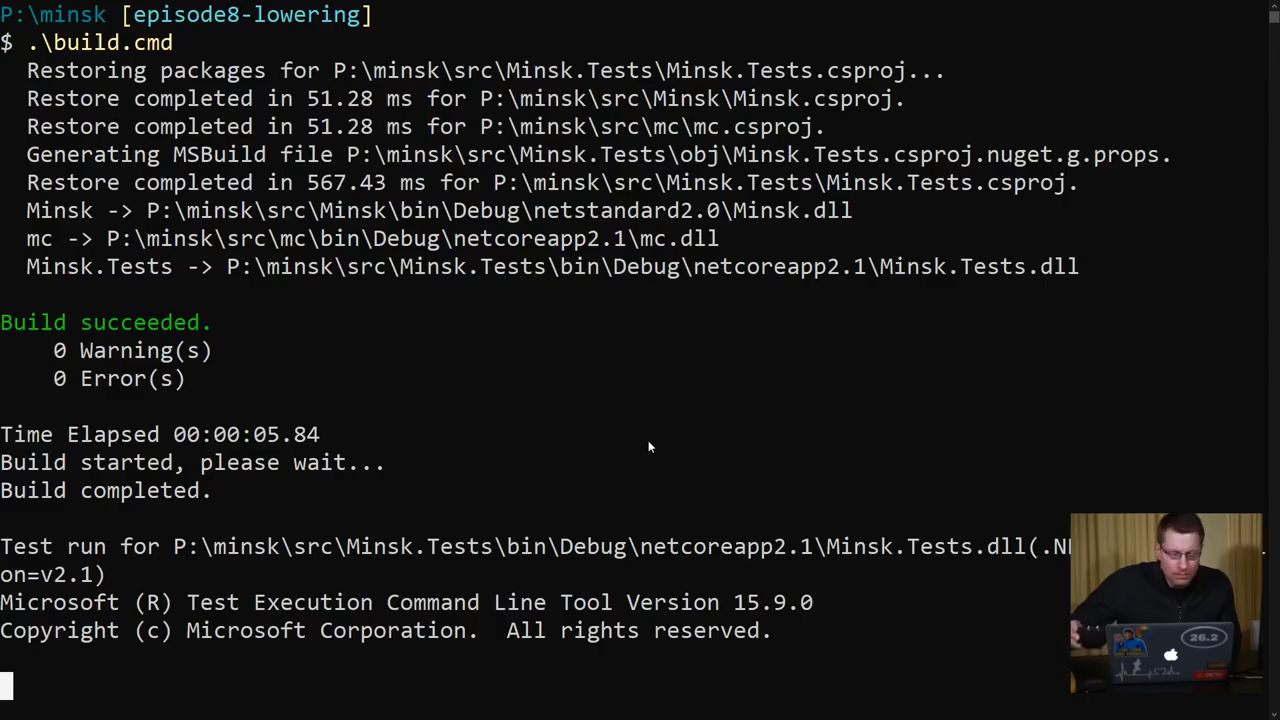 P:\minsk [episode8-lowering]
$ .\build.cmd
Restoring packages for P:\minsk\src\Minsk.Tests\Minsk.Tests.csproj...
Restore completed in 51.28 ms for P:\minsk\src\Minsk\Minsk.csproj.
Restore completed in 51.28 ms for P:\minsk\src\mc\mc.csproj.
Generating MSBuild file P:\minsk\src\Minsk.Tests\obj\Minsk.Tests.csproj.nuget.g.props.
Restore completed in 567.43 ms for P:\minsk\src\Minsk.Tests\Minsk.Tests.csproj.
Minsk -> P:\minsk\src\Minsk\bin\Debug\netstandard2.0\Minsk.dll
mc -> P:\minsk\src\mc\bin\Debug\netcoreapp2.1\mc.dll
Minsk.Tests -> P:\minsk\src\Minsk.Tests\bin\Debug\netcoreapp2.1\Minsk.Tests.dll
Build succeeded.
0 Warning(s)
0 Error(s)
Time Elapsed 00:00:05.84
Build started, please wait...
Build completed.
Test run for P:\minsk\src\Minsk.Tests\bin\Debug\netcoreapp2.1\Minsk.Tests.dll(.N
on=v2.1)
Microsoft (R) Test Execution Command Line Tool Version 15.9.0
Copyright (c) Microsoft Corporation.  All rights reserved.
26.2